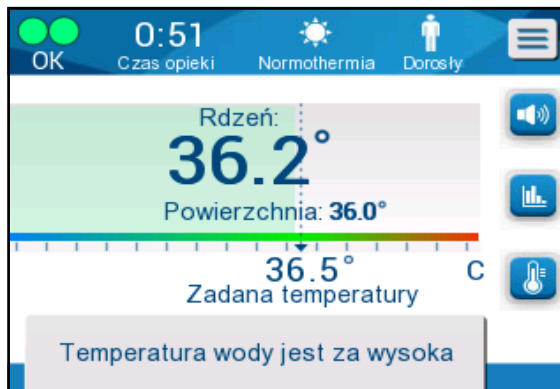 OK
0:51
Czas opieki
Normothermia
Dorosły
Rdzeń:
36.2°
Powierzchnia: 36.0°
36.5°
C
Zadana temperatury
Temperatura wody jest za wysoka